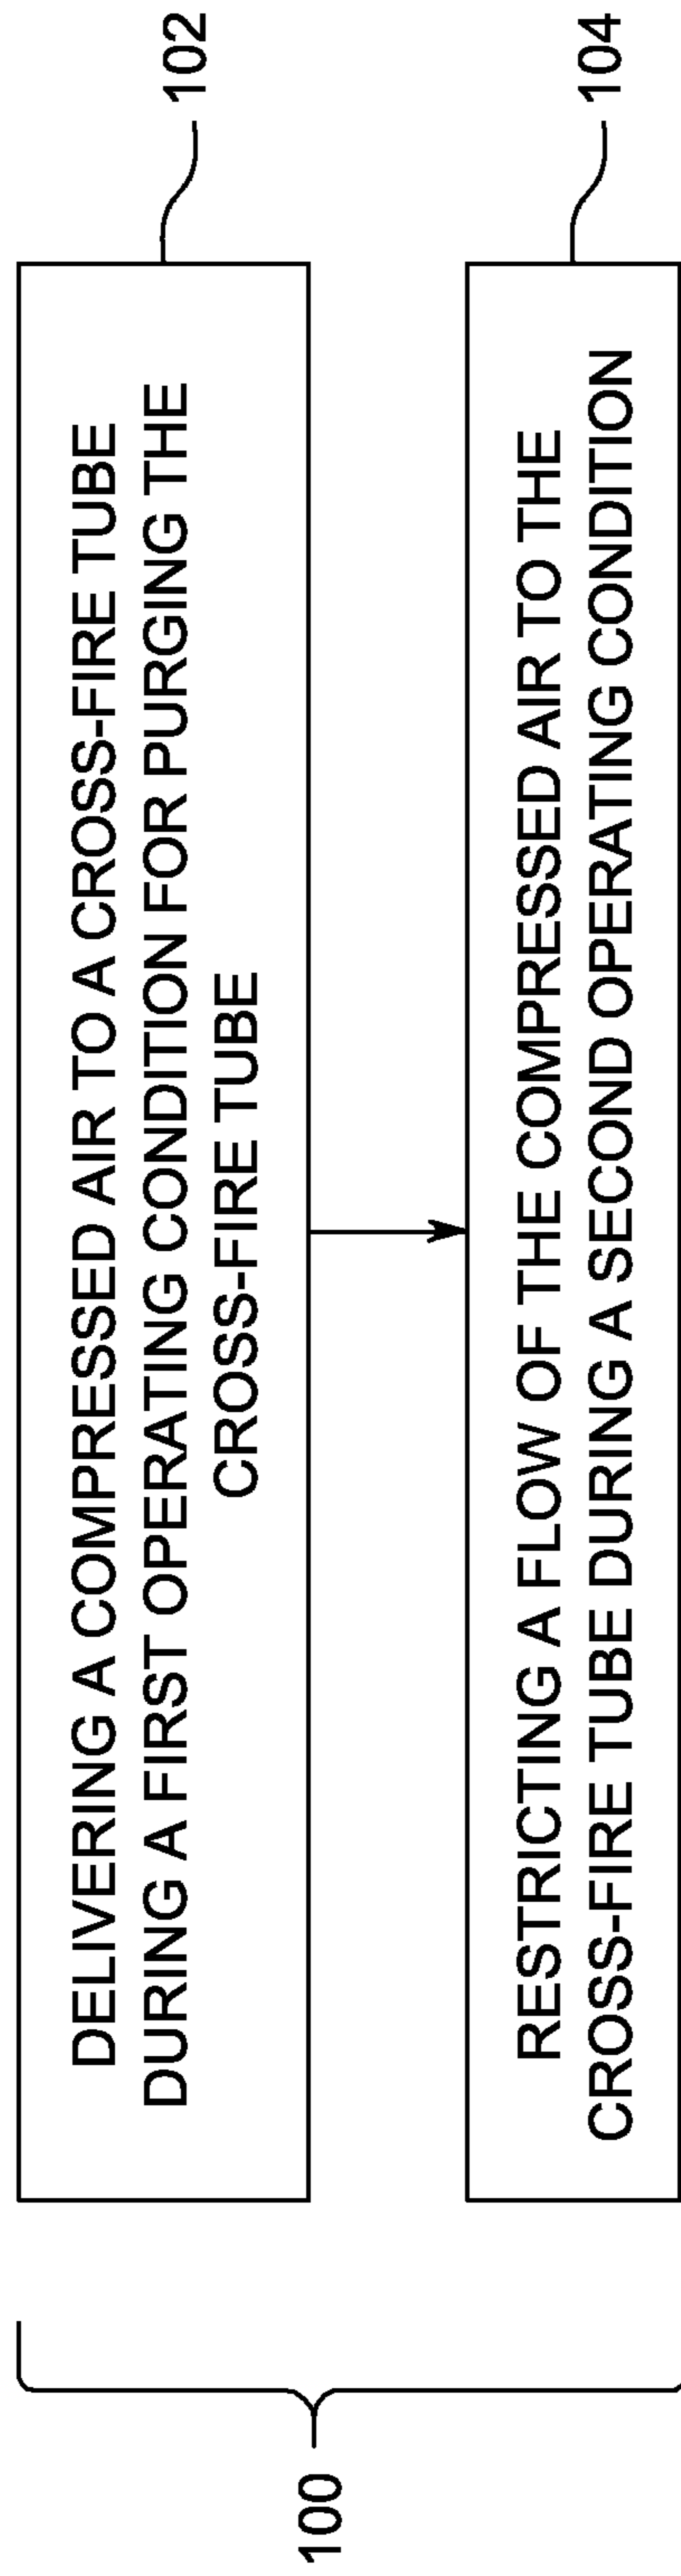 DELIVERING A COMPRESSED AIR TO A CROSS-FIRE TUBE
DURING A FIRST OPERATING CONDITION FOR PURGING THE
CROSS-FIRE TUBE
102
RESTRICTING A FLOW OF THE COMPRESSED AIR TO THE
CROSS-FIRE TUBE DURING A SECOND OPERATING CONDITION
104
100